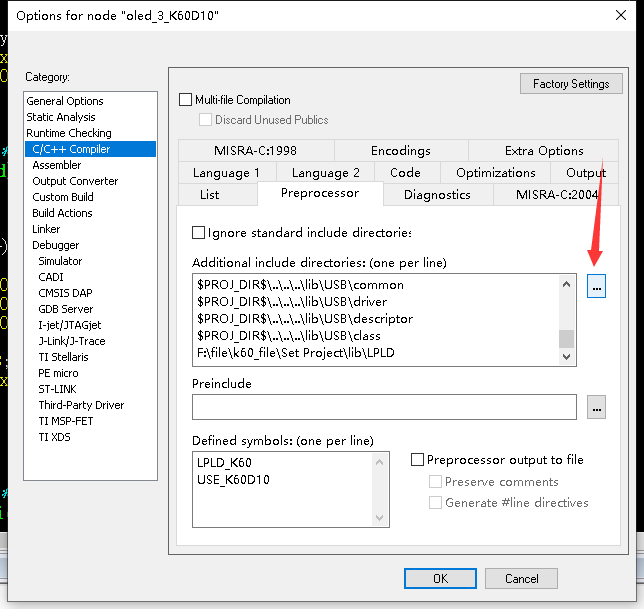 Options for node "oled_3_K60D10"
Category:
Factory Settings
General Options
Static Analysis
Runtime Checking
C/C++ Compiler
Assembler
Output Converter
Custom Build
Build Actions
Linker
Debugger
Simulator
CADI
CMSIS DAP
GDB Server
I-jet/JTAGjet
J-Link/J-Trace
TI Stellaris
PE micro
ST-LINK
Third-Party Driver
TI MSP-FET
TI XDS
Multi-file Compilation
Discard Unused Publics
MISRA-C:1998 Encodings Extra Options
Language 1 Language 2 Code Optimizations Output
List Preprocessor Diagnostics MISRA-C:2004
Ignore standard include directories
Additional include directories: (one per line)
$PROJ_DIR$\..\..\..\lib\USB\common
$PROJ_DIR$\..\..\..\lib\USB\driver
$PROJ_DIR$\..\..\..\lib\USB\descriptor
$PROJ_DIR$\..\..\..\lib\USB\class
F:\file\k60_file\Set Project\lib\LPLD
...
Preinclude
...
Defined symbols: (one per line)
LPLD_K60
USE_K60D10
Preprocessor output to file
Preserve comments
Generate #line directives
OK Cancel